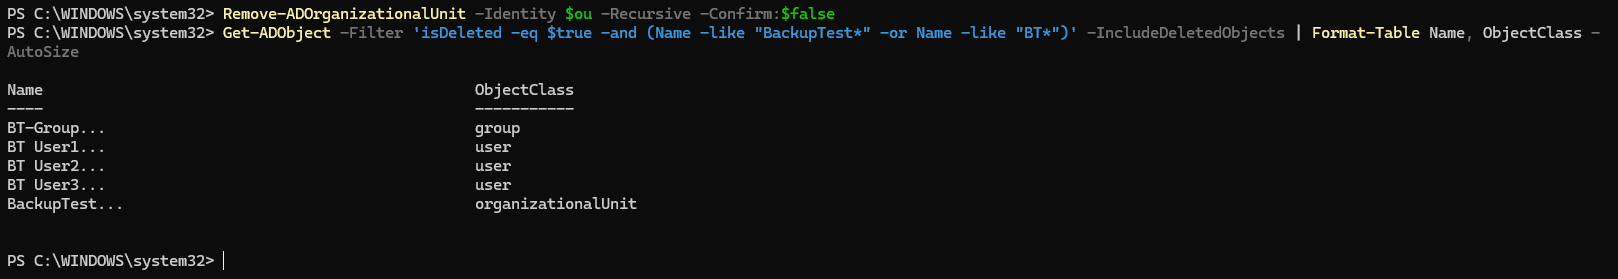 PS C:\WINDOWS\system32> Remove-ADOrganizationalUnit -Identity $ou -Recursive -Confirm:$false
PS C:\WINDOWS\system32> Get-ADObject -Filter 'isDeleted -eq $true -and (Name -like "BackupTest*" -or Name -like "BT*")' -IncludeDeletedObjects | Format-Table Name, ObjectClass -
AutoSize
Name ObjectClass
---- -----------
BT-Group... group
BT User1... user
BT User2... user
BT User3... user
BackupTest... organizationalUnit
PS C:\WINDOWS\system32>